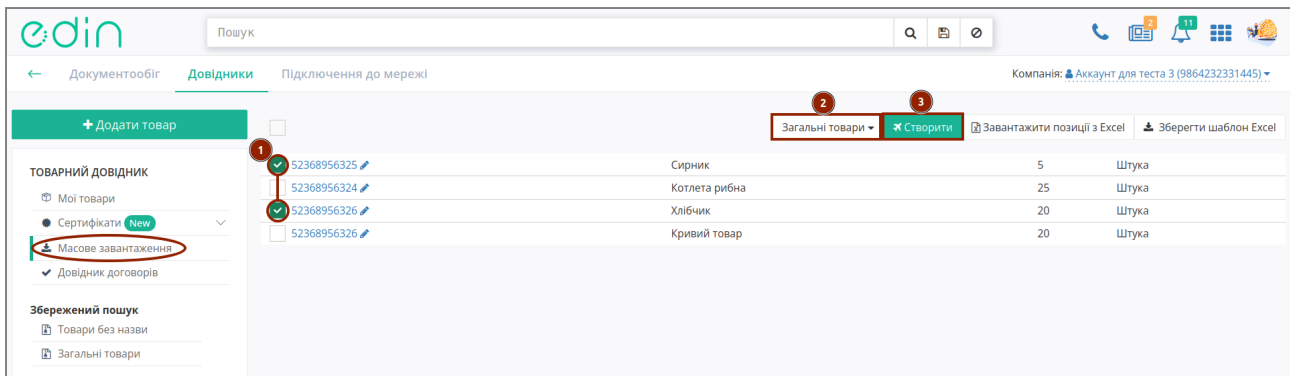 edin
Пошук
2
11
Документообіг Довідники Підключення до мережі
Компанія: Аккаунт для теста 3 (9864232331445)
Додати товар
2
3
Загальні товари Створити Завантажити позиції з Excel Зберегти шаблон Excel
1
52368956325 Сирник 5 Штука
52368956324 Котлета рибна 25 Штука
52368956326 Хлібчик 20 Штука
52368956326 Кривий товар 20 Штука
ТОВАРНИЙ ДОВІДНИК
Мої товари
Сертифікати New
Масове завантаження
Довідник договорів
Збережений пошук
Товари без назви
Загальні товари